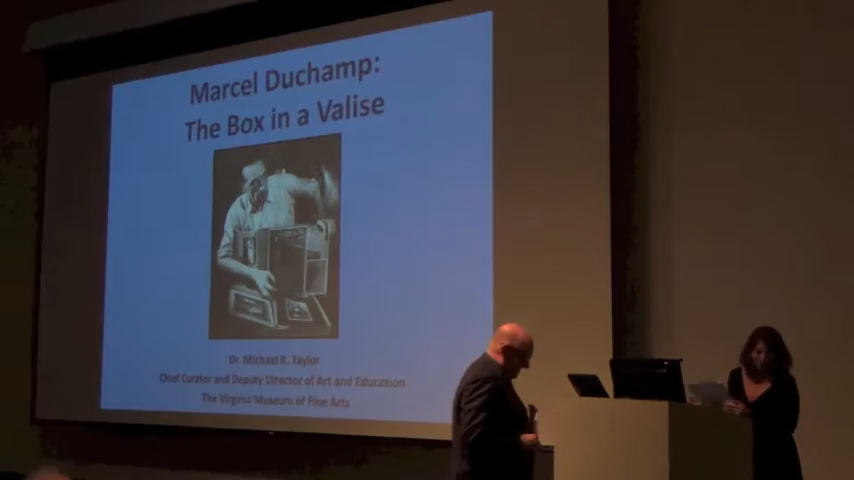 Marcel Duchamp:
The Box in a Valise
Dr. Michael R. Taylor
Chief Curator and Deputy Director of Art and Education
The Virginia Museum of Fine Arts